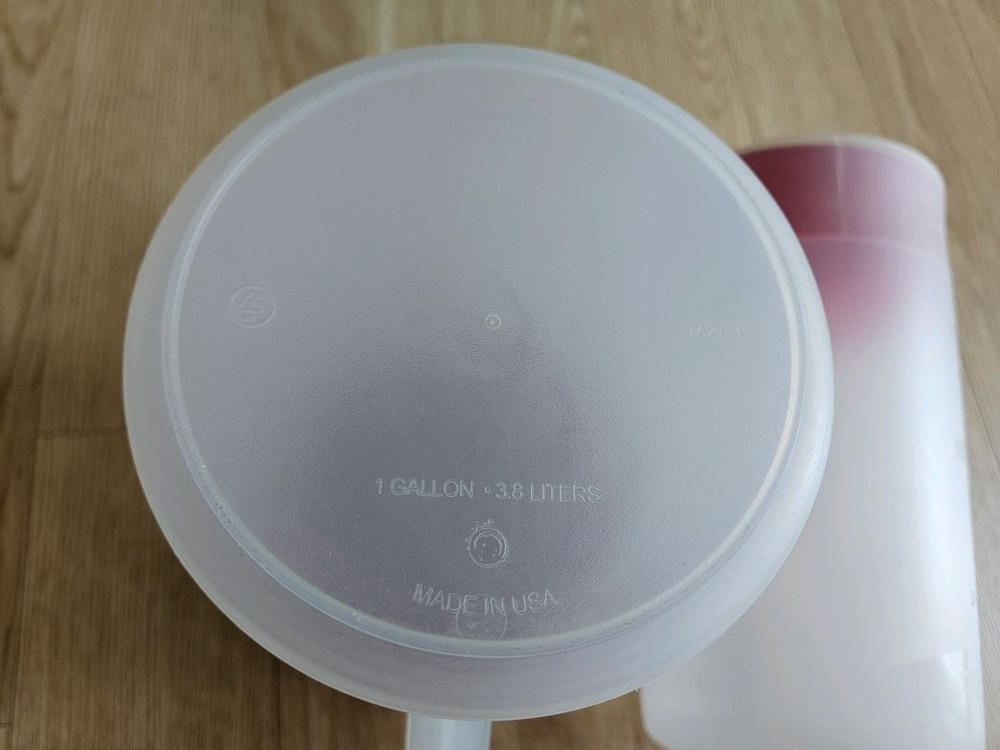 1 GALLON • 3.8 LITERS
MADE IN USA